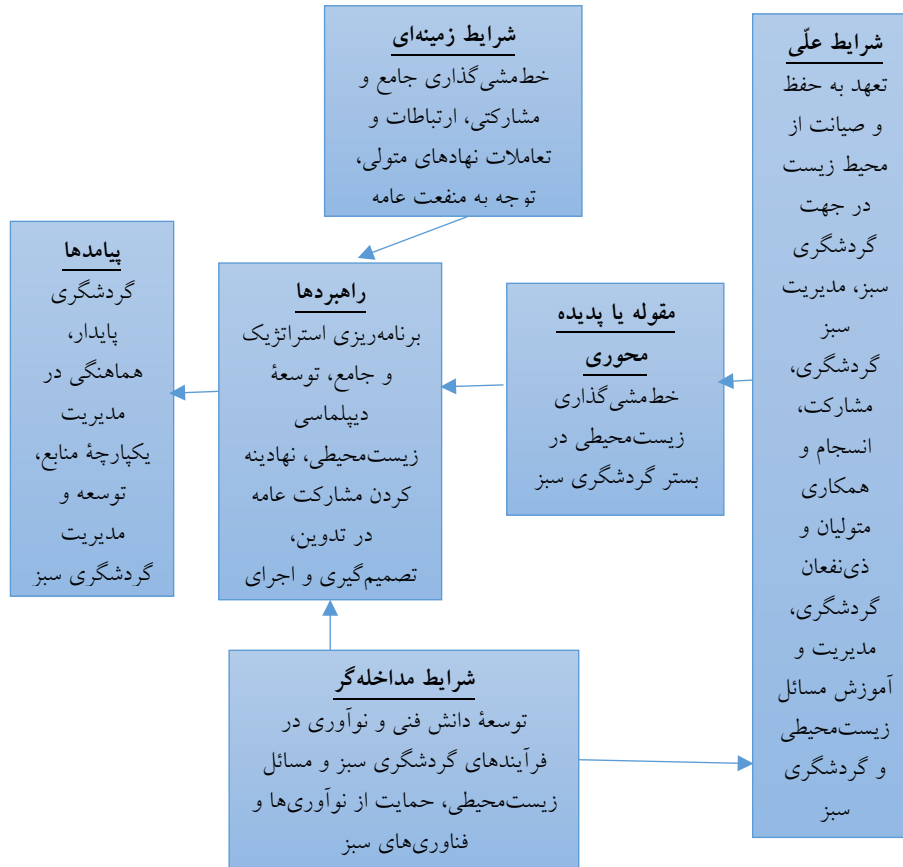 شرایط علّی
تعهد به حفظ
و صیانت از
محیط زیست
در جهت
گردشگری
سبز، مدیریت
سبز
گردشگری،
مشارکت،
انسجام و
همکاری
متولیان و
ذی‌نفعان
گردشگری،
مدیریت و
آموزش مسائل
زیست‌محیطی
و گردشگری
سبز
شرایط زمینه‌ای
خط‌مشی‌گذاری جامع و
مشارکتی، ارتباطات و
تعاملات نهادهای متولی،
توجه به منفعت عامه
مقوله یا پدیده
محوری
خط‌مشی‌گذاری
زیست‌محیطی در
بستر گردشگری سبز
راهبردها
برنامه‌ریزی استراتژیک
و جامع، توسعۀ
دیپلماسی
زیست‌محیطی، نهادینه
کردن مشارکت عامه
در تدوین،
تصمیم‌گیری و اجرای
پیامدها
گردشگری
پایدار،
هماهنگی در
مدیریت
یکپارچۀ منابع،
توسعه و
مدیریت
گردشگری سبز
شرایط مداخله‌گر
توسعۀ دانش فنی و نوآوری در
فرآیندهای گردشگری سبز و مسائل
زیست‌محیطی، حمایت از نوآوری‌ها و
فناوری‌های سبز